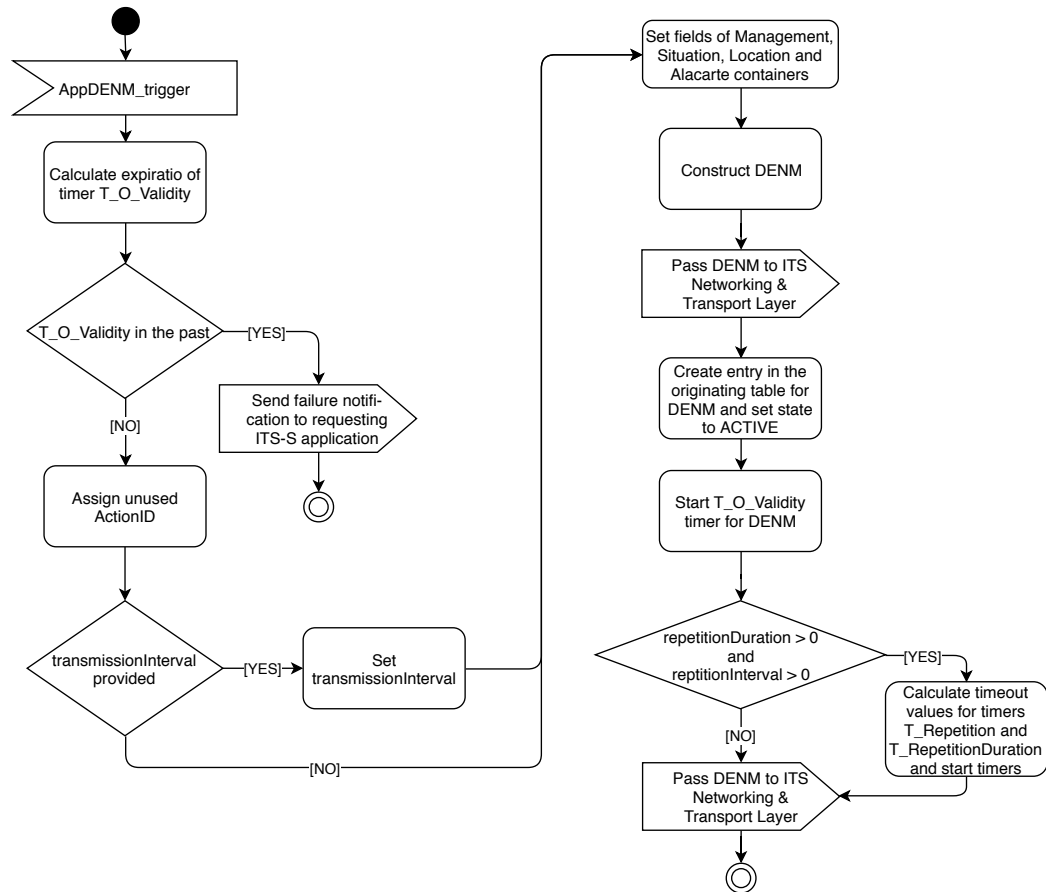 AppDENM_trigger
Calculate expiratio of
timer T_O_Validity
T_O_Validity in the past
[YES]
Send failure notifi-
cation to requesting
ITS-S application
[NO]
Assign unused
ActionID
transmissionInterval
provided
[YES]
Set
transmissionInterval
[NO]
Set fields of Management,
Situation, Location and
Alacarte containers
Construct DENM
Pass DENM to ITS
Networking &
Transport Layer
Create entry in the
originating table for
DENM and set state
to ACTIVE
Start T_O_Validity
timer for DENM
repetitionDuration > 0
and
reptitionInterval > 0
[YES]
Calculate timeout
values for timers
T_Repetition and
T_RepetitionDuration
and start timers
[NO]
Pass DENM to ITS
Networking &
Transport Layer